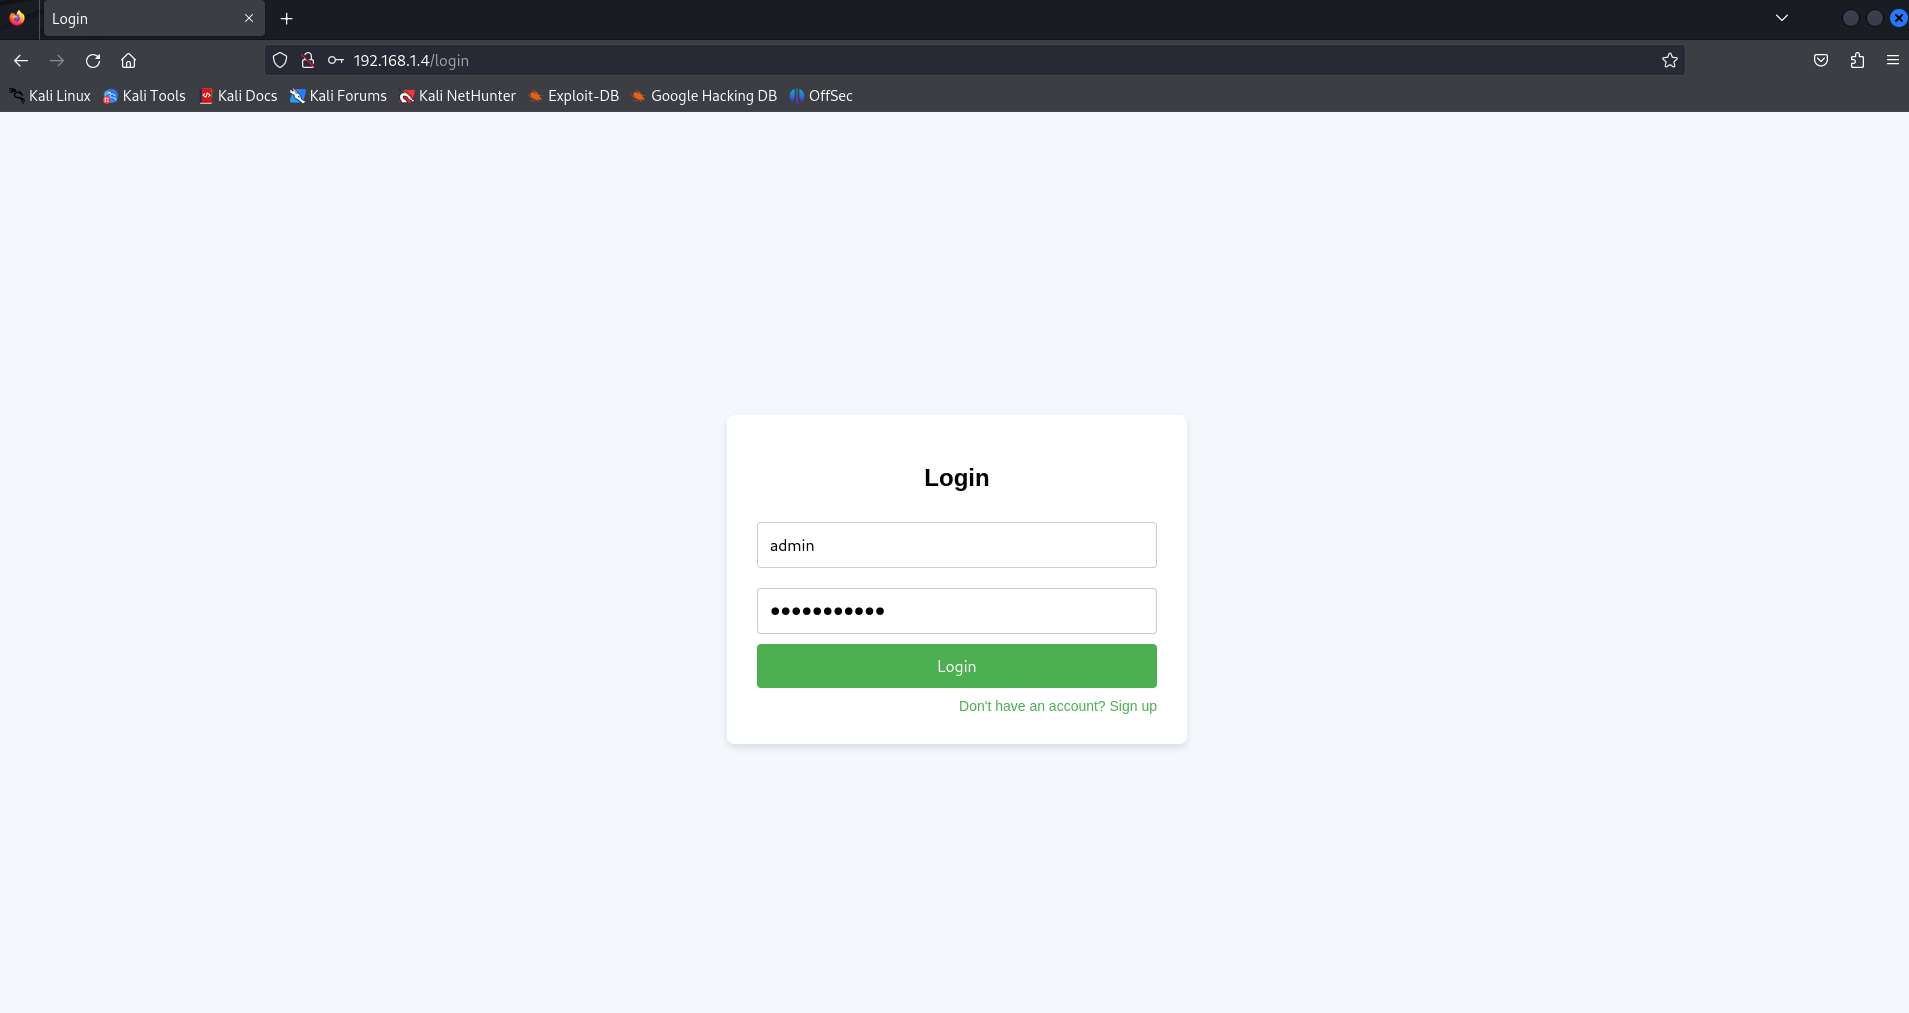 Login
192.168.1.4/login
Kali Linux Kali Tools Kali Docs Kali Forums Kali NetHunter Exploit-DB Google Hacking DB OffSec
Login
admin
●●●●●●●●●●●
Login
Don't have an account? Sign up